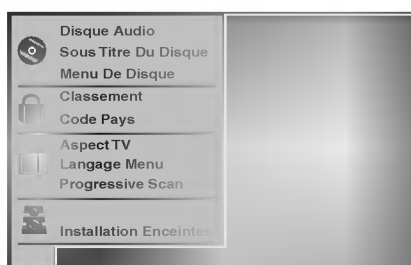 Disque Audio
Sous Titre Du Disque
Menu De Disque
Classement
Code Pays
Aspect TV
Langage Menu
Progressive Scan
Installation Enceintes